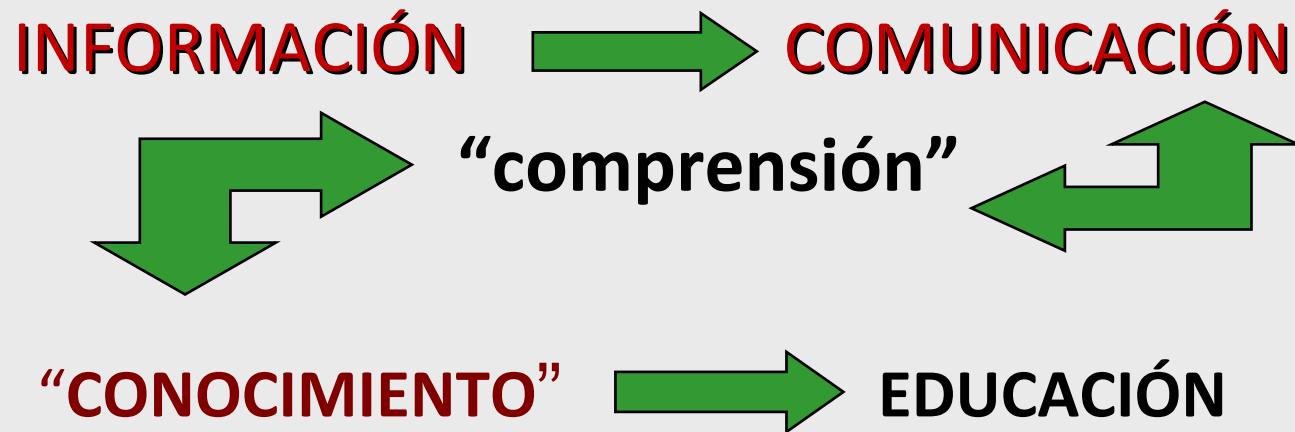 INFORMACIÓN COMUNICACIÓN
“comprensión”
“CONOCIMIENTO” EDUCACIÓN